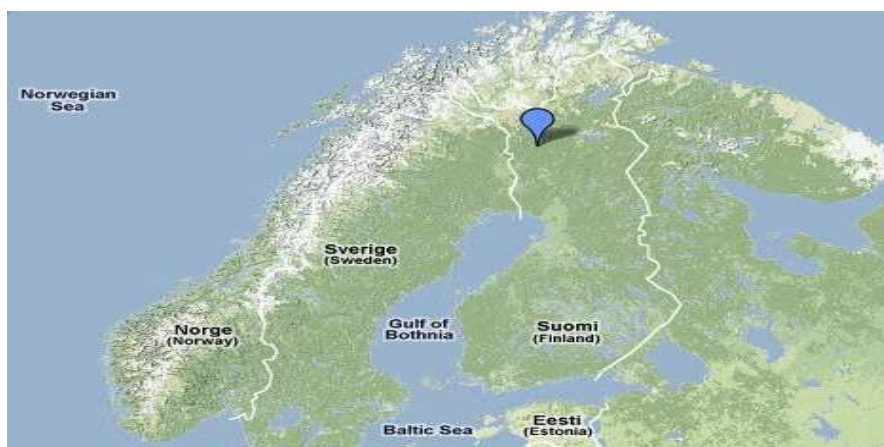 Norwegian
Sea
Sverige
(Sweden)
Norge
(Norway)
Gulf of
Bothnia
Suomi
(Finland)
Baltic Sea
Eesti
(Estonia)